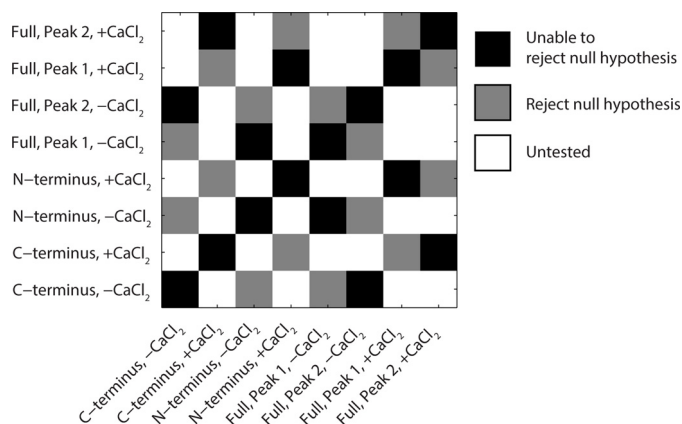 Full, Peak 2, +CaCl₂
Full, Peak 1, +CaCl₂
Full, Peak 2, −CaCl₂
Full, Peak 1, −CaCl₂
N−terminus, +CaCl₂
N−terminus, −CaCl₂
C−terminus, +CaCl₂
C−terminus, −CaCl₂
C−terminus, −CaCl₂
C−terminus, +CaCl₂
N−terminus, −CaCl₂
N−terminus, +CaCl₂
Full, Peak 1, −CaCl₂
Full, Peak 2, −CaCl₂
Full, Peak 1, +CaCl₂
Full, Peak 2, +CaCl₂
Unable to
reject null hypothesis
Reject null hypothesis
Untested